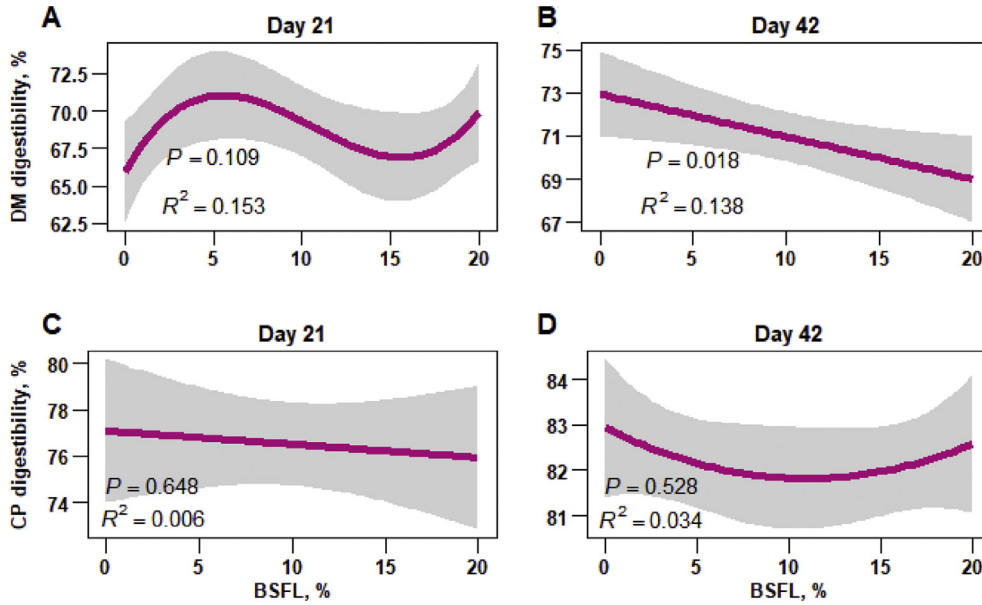 A
Day 21
DM digestibility, %
72.5
70.0
67.5
65.0
62.5
P = 0.109
R² = 0.153
0 5 10 15 20
B
Day 42
75
73
71
69
67
P = 0.018
R² = 0.138
0 5 10 15 20
C
Day 21
CP digestibility, %
80
78
76
74
P = 0.648
R² = 0.006
0 5 10 15 20
BSFL, %
D
Day 42
84
83
82
81
P = 0.528
R² = 0.034
0 5 10 15 20
BSFL, %